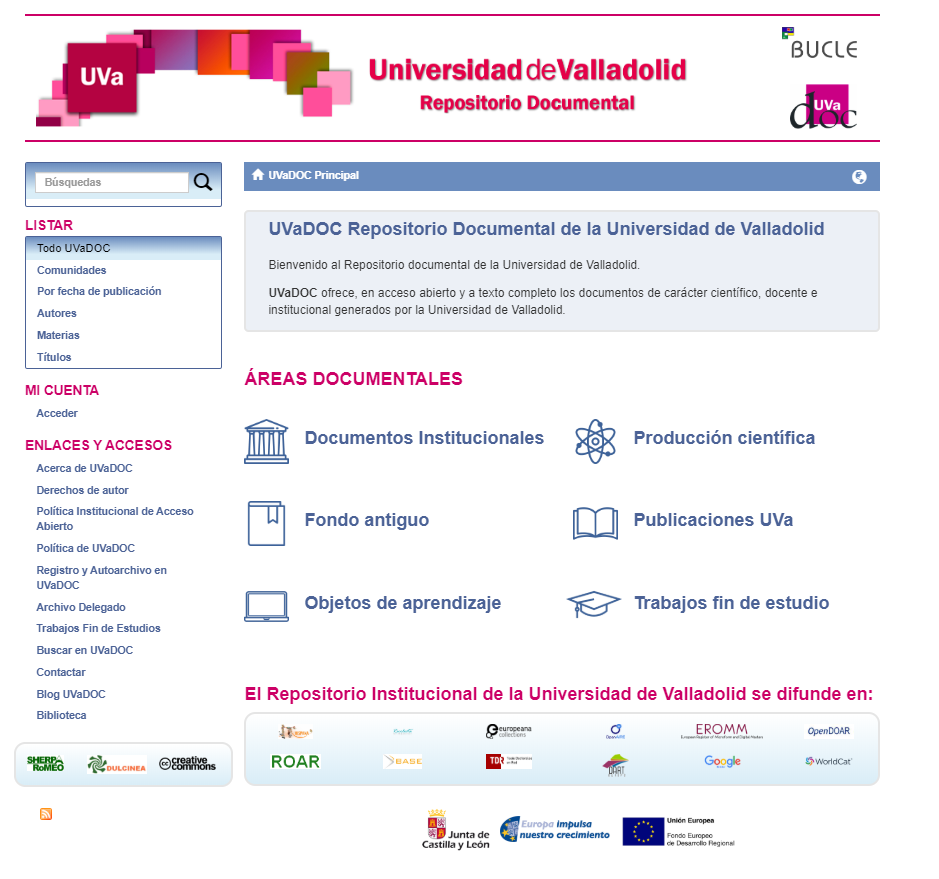 UVa
Universidad de Valladolid
Repositorio Documental
BUCLE
UVa
doc
Búsquedas
UVaDOC Principal
LISTAR
Todo UVaDOC
Comunidades
Por fecha de publicación
Autores
Materias
Títulos
MI CUENTA
Acceder
ENLACES Y ACCESOS
Acerca de UVaDOC
Derechos de autor
Política Institucional de Acceso
Abierto
Política de UVaDOC
Registro y Autoarchivo en
UVaDOC
Archivo Delegado
Trabajos Fin de Estudios
Buscar en UVaDOC
Contactar
Blog UVaDOC
Biblioteca
SHERPA
RoMEO
DULCINEA
creative
commons
UVaDOC Repositorio Documental de la Universidad de Valladolid
Bienvenido al Repositorio documental de la Universidad de Valladolid.
UVaDOC ofrece, en acceso abierto y a texto completo los documentos de carácter científico, docente e
institucional generados por la Universidad de Valladolid.
ÁREAS DOCUMENTALES
Documentos Institucionales
Producción científica
Fondo antiguo
Publicaciones UVa
Objetos de aprendizaje
Trabajos fin de estudio
El Repositorio Institucional de la Universidad de Valladolid se difunde en:
europeana
collections
OpenAIRE
EROMM
OpenDOAR
ROAR
BASE
TDR
DART
Google
WorldCat
Junta de
Castilla y León
Europa impulsa
nuestro crecimiento
Unión Europea
Fondo Europeo
de Desarrollo Regional